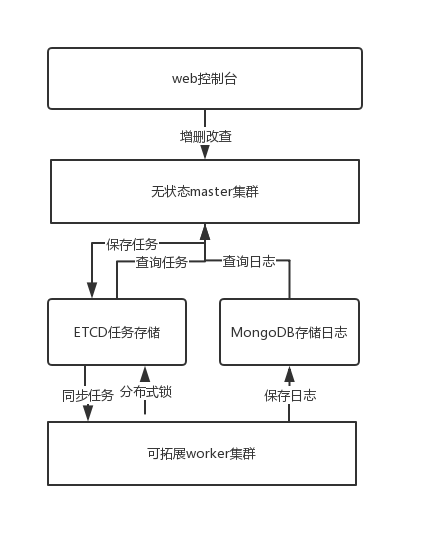 web控制台
增删改查
无状态master集群
保存任务
查询任务
查询日志
ETCD任务存储
MongoDB存储日志
同步任务
分布式锁
保存日志
可拓展worker集群